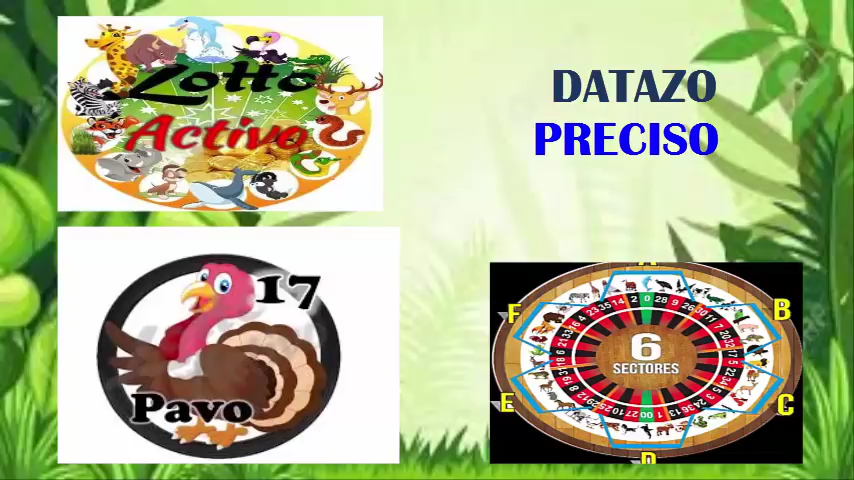 Lotto
Activo
DATAZO
PRECISO
17
Pavo
A
B
C
D
E
F
6
SECTORES